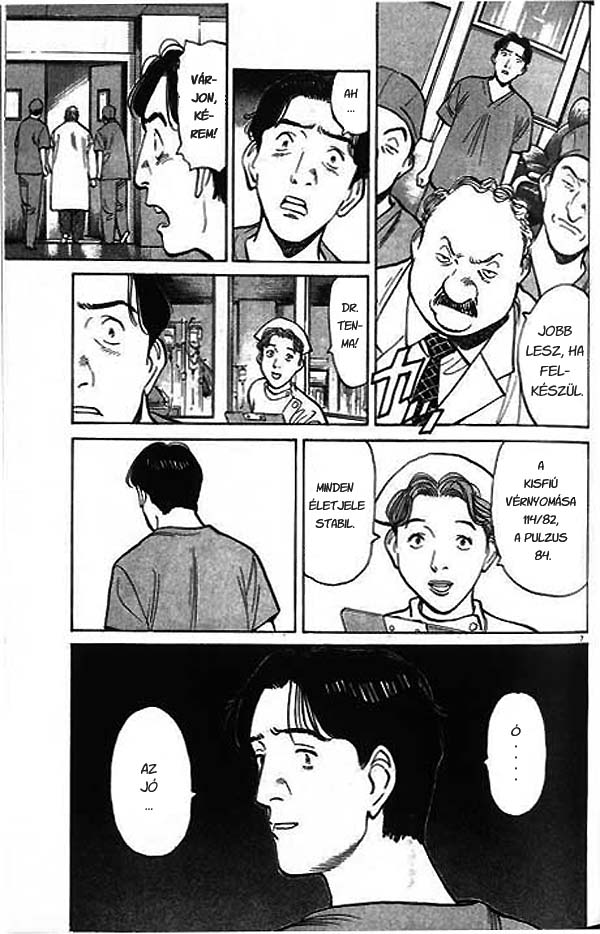 JOBB
LESZ, HA
FEL-
KÉSZÜL.
AH
...
VÁR-
JON,
KÉ-
REM!
DR.
TEN-
MA!
A
KISFIÚ
VÉRNYOMÁSA
114/82,
A PULZUS
84.
MINDEN
ÉLETJELE
STABIL.
7
Ó
....
AZ
JÓ
...